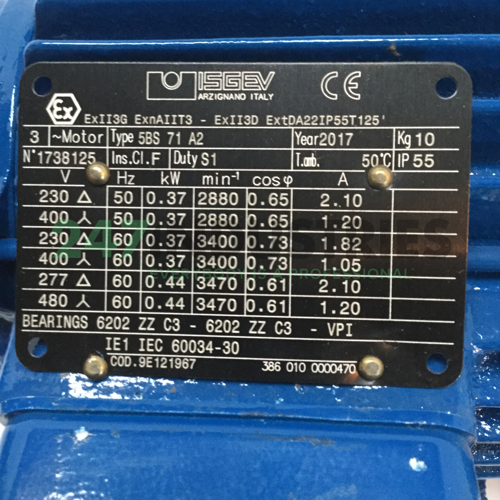 ISGEV CE
ARZIGNANO ITALY
Ex ExII3G ExnAIIT3 - ExII3D ExtDA22IP55T125'
3 ~Motor Type 5BS 71 A2 Year2017 Kg 10
N°1738125 Ins.Cl.F Duty S1 T.amb. 50°C IP 55
V Hz kW min⁻¹ cosφ A
230 △ 50 0.37 2880 0.65 2.10
400 ⅄ 50 0.37 2880 0.65 1.20
230 △ 60 0.37 3400 0.73 1.82
400 ⅄ 60 0.37 3400 0.73 1.05
277 △ 60 0.44 3470 0.61 2.10
480 ⅄ 60 0.44 3470 0.61 1.20
BEARINGS 6202 ZZ C3 - 6202 ZZ C3 - VPI
IE1 IEC 60034-30
COD.9E121967 386 010 0000470